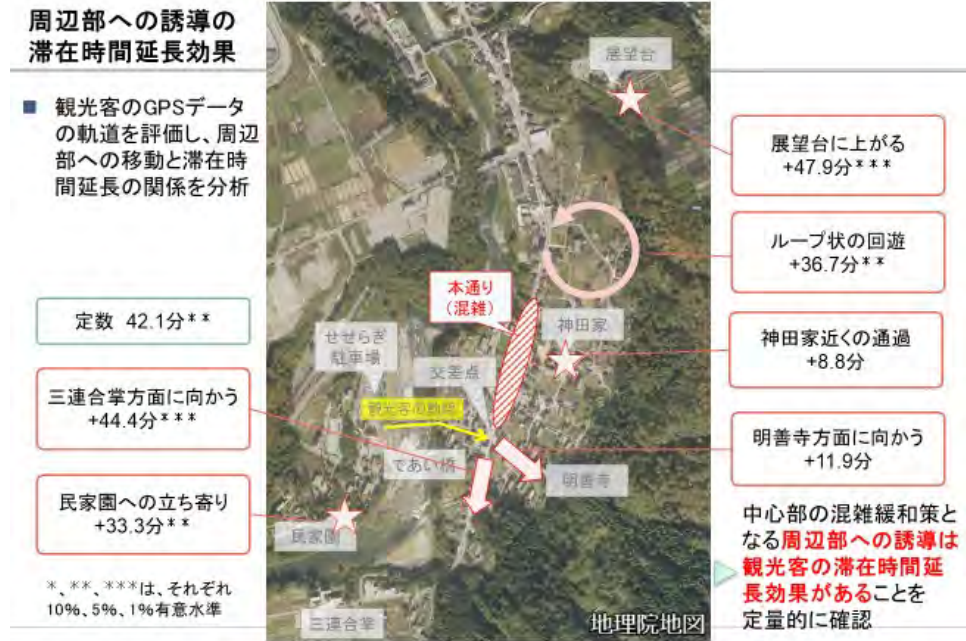 周辺部への誘導の
滞在時間延長効果
■ 観光客のGPSデータ
の軌道を評価し、周辺
部への移動と滞在時
間延長の関係を分析
定数 42.1分**
三連合掌方面に向かう
+44.4分***
民家園への立ち寄り
+33.3分**
*、**、***は、それぞれ
10%、5%、1%有意水準
展望台
本通り
(混雑)
神田家
せせらぎ
駐車場
交差点
観光客の動線
であい橋
明善寺
民家園
三連合掌
地理院地図
展望台に上がる
+47.9分***
ループ状の回遊
+36.7分**
神田家近くの通過
+8.8分
明善寺方面に向かう
+11.9分
中心部の混雑緩和策と
なる周辺部への誘導は
観光客の滞在時間延
長効果があることを
定量的に確認